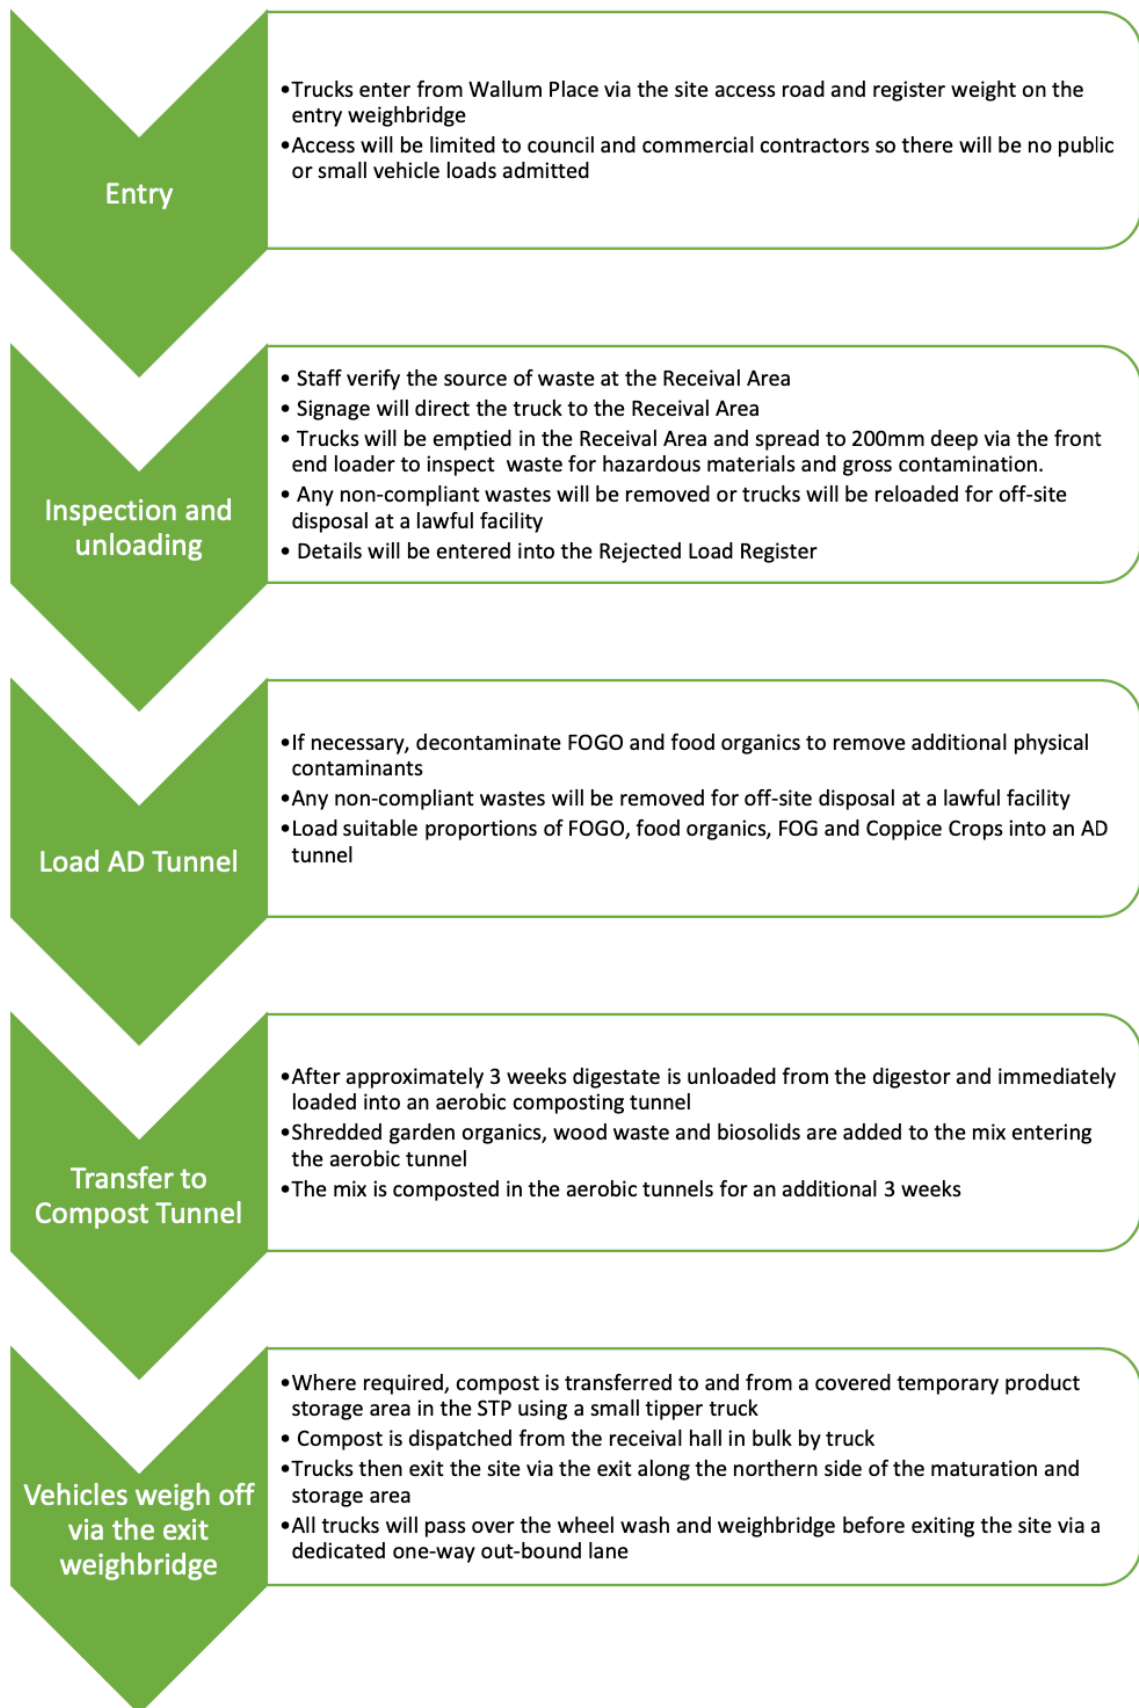 Entry
•Trucks enter from Wallum Place via the site access road and register weight on the
entry weighbridge
•Access will be limited to council and commercial contractors so there will be no public
or small vehicle loads admitted
Inspection and
unloading
• Staff verify the source of waste at the Receival Area
• Signage will direct the truck to the Receival Area
• Trucks will be emptied in the Receival Area and spread to 200mm deep via the front
end loader to inspect  waste for hazardous materials and gross contamination.
• Any non-compliant wastes will be removed or trucks will be reloaded for off-site
disposal at a lawful facility
• Details will be entered into the Rejected Load Register
Load AD Tunnel
•If necessary, decontaminate FOGO and food organics to remove additional physical
contaminants
•Any non-compliant wastes will be removed for off-site disposal at a lawful facility
•Load suitable proportions of FOGO, food organics, FOG and Coppice Crops into an AD
tunnel
Transfer to
Compost Tunnel
•After approximately 3 weeks digestate is unloaded from the digestor and immediately
loaded into an aerobic composting tunnel
•Shredded garden organics, wood waste and biosolids are added to the mix entering
the aerobic tunnel
•The mix is composted in the aerobic tunnels for an additional 3 weeks
Vehicles weigh off
via the exit
weighbridge
•Where required, compost is transferred to and from a covered temporary product
storage area in the STP using a small tipper truck
• Compost is dispatched from the receival hall in bulk by truck
•Trucks then exit the site via the exit along the northern side of the maturation and
storage area
•All trucks will pass over the wheel wash and weighbridge before exiting the site via a
dedicated one-way out-bound lane